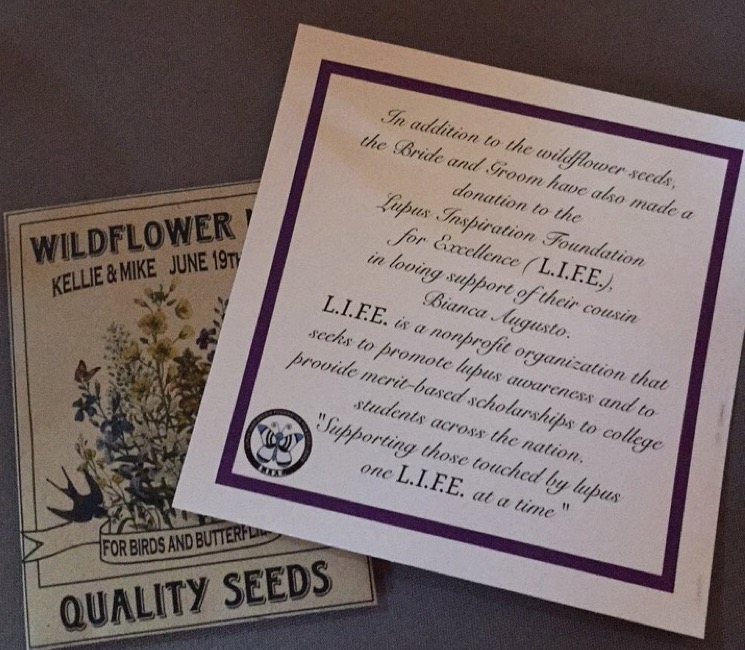 WILDFLOWER
KELLIE & MIKE JUNE 19TH
FOR BIRDS AND BUTTERFLIES
QUALITY SEEDS
In addition to the wildflower seeds,
the Bride and Groom have also made a
donation to the
Lupus Inspiration Foundation
for Excellence (L.I.F.E.),
in loving support of their cousin
Bianca Augusto.
L.I.F.E. is a nonprofit organization that
seeks to promote lupus awareness and to
provide merit-based scholarships to college
students across the nation.
"Supporting those touched by lupus
one L.I.F.E. at a time"
L.I.F.E.